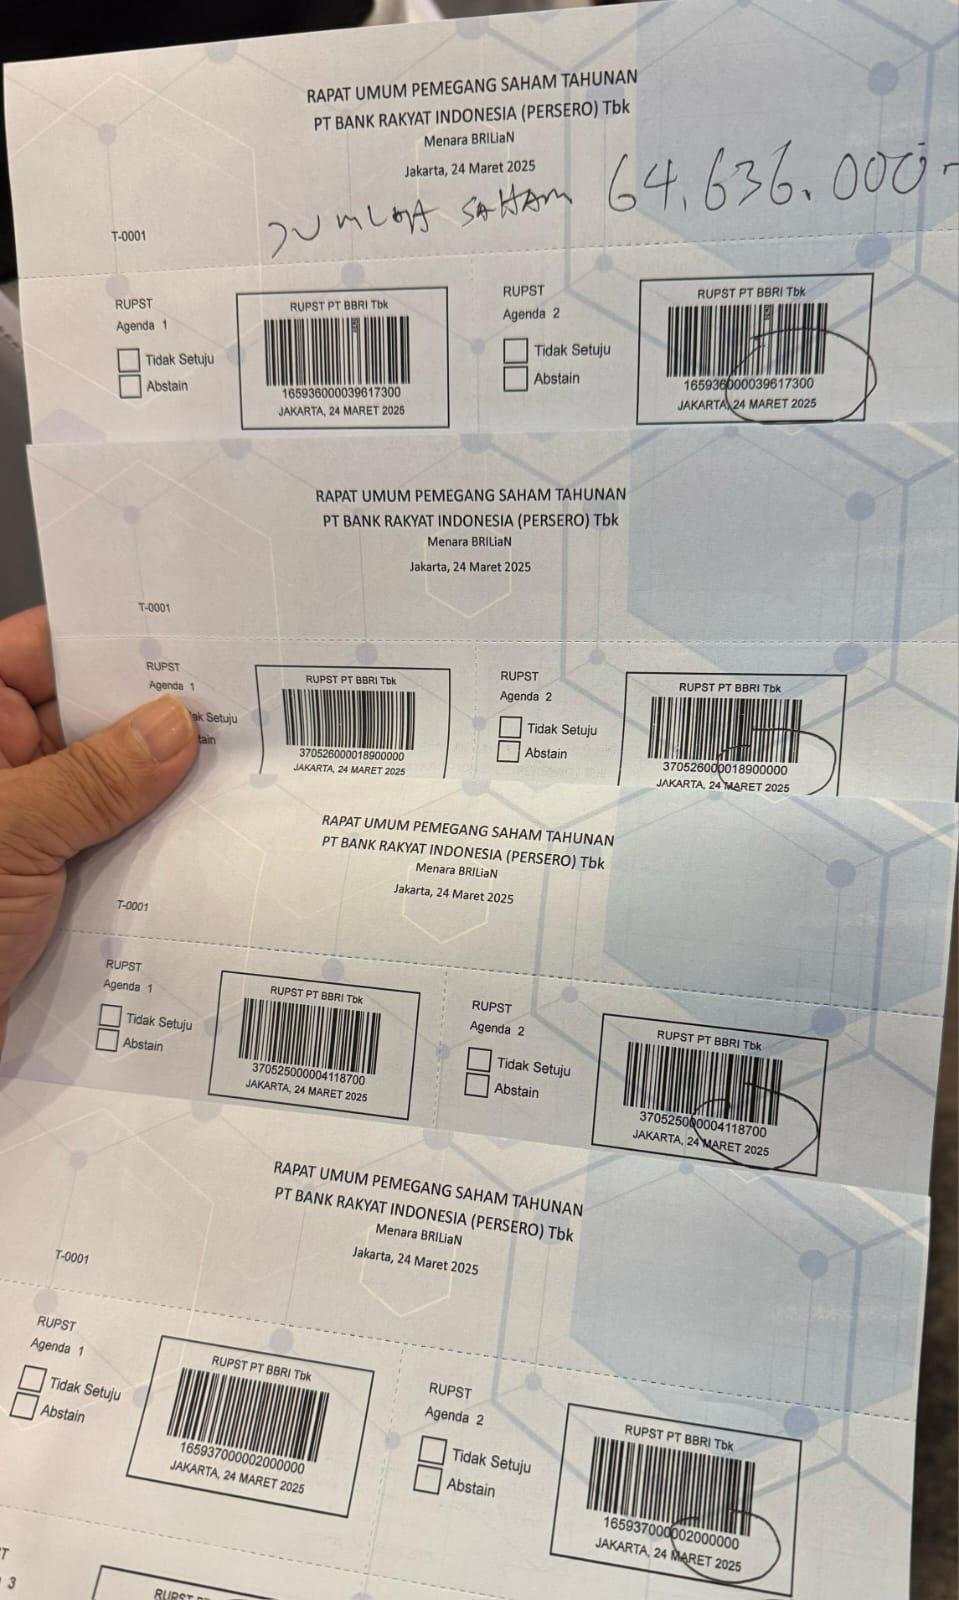 RAPAT UMUM PEMEGANG SAHAM TAHUNAN
PT BANK RAKYAT INDONESIA (PERSERO) Tbk
Menara BRILiaN
Jakarta, 24 Maret 2025
JUMLAH SAHAM 64.636.000.-
T-0001
RUPST
Agenda 1
Tidak Setuju
Abstain
RUPST PT BBRI Tbk
165936000039617300
JAKARTA, 24 MARET 2025
RUPST
Agenda 2
Tidak Setuju
Abstain
RUPST PT BBRI Tbk
165936000039617300
JAKARTA, 24 MARET 2025
RAPAT UMUM PEMEGANG SAHAM TAHUNAN
PT BANK RAKYAT INDONESIA (PERSERO) Tbk
Menara BRILiaN
Jakarta, 24 Maret 2025
T-0001
RUPST
Agenda 1
ak Setuju
tain
RUPST PT BBRI Tbk
370526000018900000
JAKARTA, 24 MARET 2025
RUPST
Agenda 2
Tidak Setuju
Abstain
RUPST PT BBRI Tbk
370526000018900000
JAKARTA, 24 MARET 2025
RAPAT UMUM PEMEGANG SAHAM TAHUNAN
PT BANK RAKYAT INDONESIA (PERSERO) Tbk
Menara BRILiaN
Jakarta, 24 Maret 2025
T-0001
RUPST
Agenda 1
Tidak Setuju
Abstain
RUPST PT BBRI Tbk
370525000004118700
JAKARTA, 24 MARET 2025
RUPST
Agenda 2
Tidak Setuju
Abstain
RUPST PT BBRI Tbk
370525000004118700
JAKARTA, 24 MARET 2025
RAPAT UMUM PEMEGANG SAHAM TAHUNAN
PT BANK RAKYAT INDONESIA (PERSERO) Tbk
Menara BRILiaN
Jakarta, 24 Maret 2025
T-0001
RUPST
Agenda 1
Tidak Setuju
Abstain
RUPST PT BBRI Tbk
165937000002000000
JAKARTA, 24 MARET 2025
RUPST
Agenda 2
Tidak Setuju
Abstain
RUPST PT BBRI Tbk
165937000002000000
JAKARTA, 24 MARET 2025
T
3
RUPST